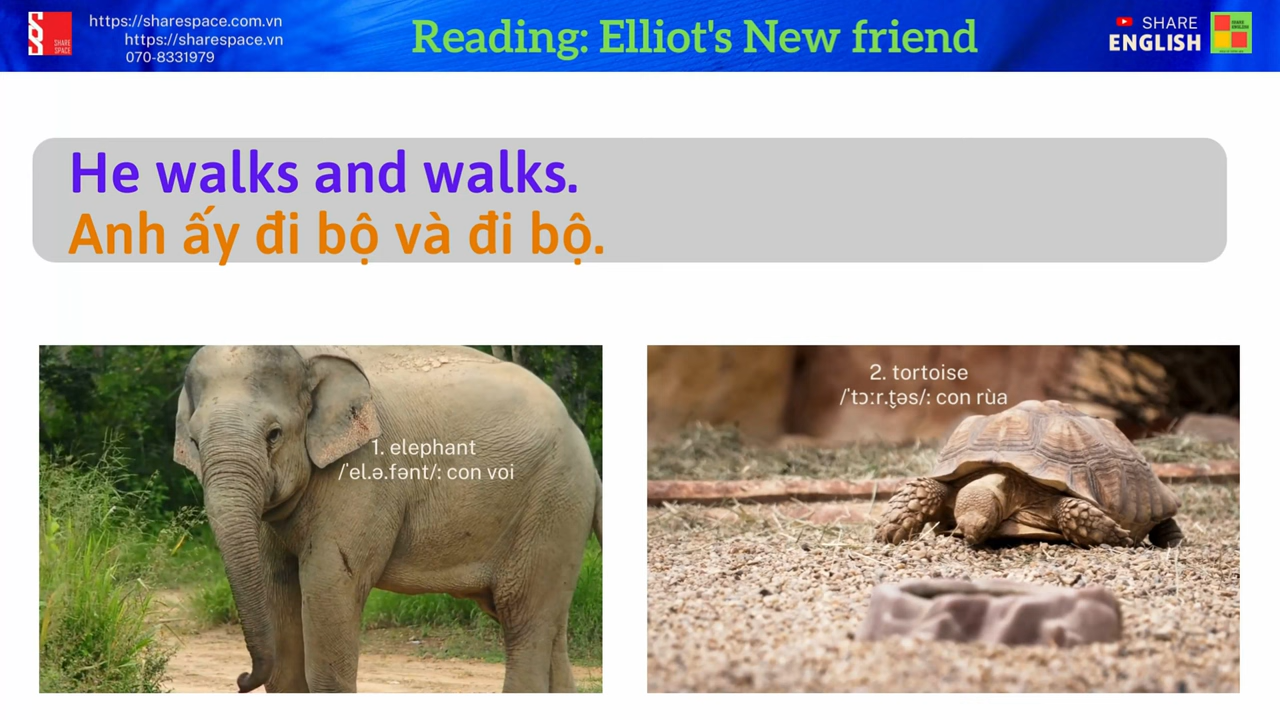 SHARE
SPACE
https://sharespace.com.vn
https://sharespace.vn
070-8331979
Reading: Elliot's New friend
SHARE
ENGLISH
He walks and walks.
Anh ấy đi bộ và đi bộ.
1. elephant
/ˈel.ə.fənt/: con voi
2. tortoise
/ˈtɔːr.t̬əs/: con rùa